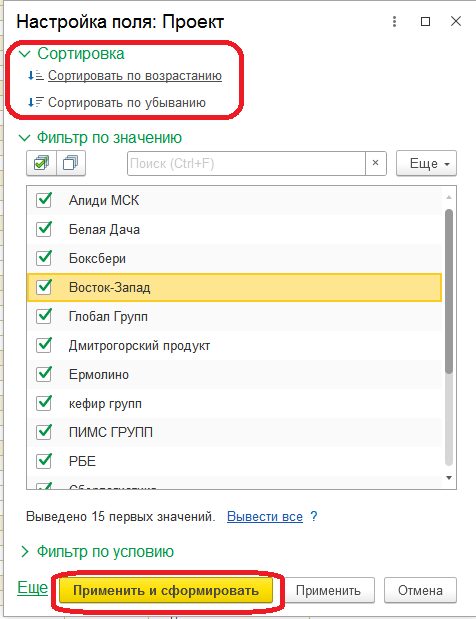 Настройка поля: Проект
Сортировка
Сортировать по возрастанию
Сортировать по убыванию
Фильтр по значению
Поиск (Ctrl+F) × Еще
Алиди МСК
Белая Дача
Боксбери
Восток-Запад
Глобал Групп
Дмитрогорский продукт
Ермолино
кефир групп
ПИМС ГРУПП
РБЕ
Выведено 15 первых значений. Вывести все ?
Фильтр по условию
Еще Применить и сформировать Применить Отмена